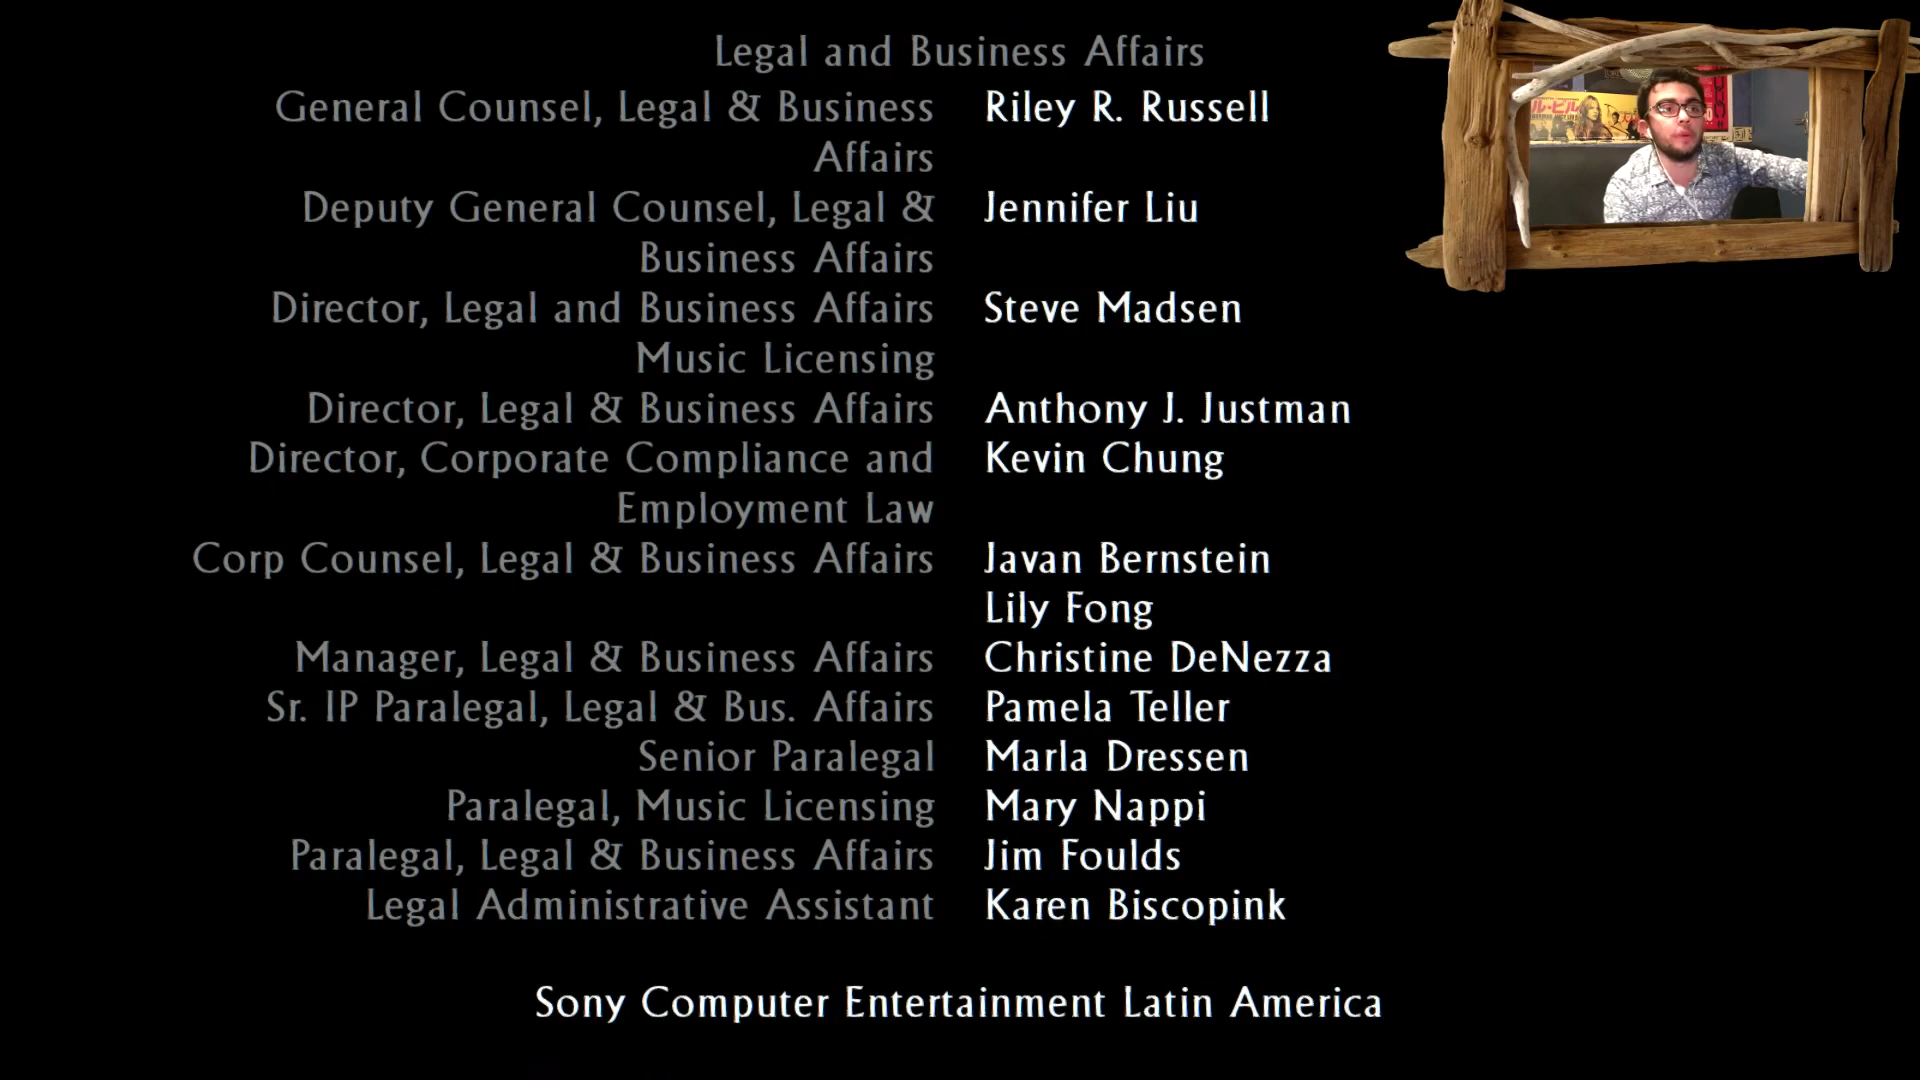 Legal and Business Affairs
General Counsel, Legal & Business Affairs Riley R. Russell
Deputy General Counsel, Legal & Business Affairs Jennifer Liu
Director, Legal and Business Affairs Music Licensing Steve Madsen
Director, Legal & Business Affairs Anthony J. Justman
Director, Corporate Compliance and Employment Law Kevin Chung
Corp Counsel, Legal & Business Affairs Javan Bernstein
Lily Fong
Manager, Legal & Business Affairs Christine DeNezza
Sr. IP Paralegal, Legal & Bus. Affairs Pamela Teller
Senior Paralegal Marla Dressen
Paralegal, Music Licensing Mary Nappi
Paralegal, Legal & Business Affairs Jim Foulds
Legal Administrative Assistant Karen Biscopink
Sony Computer Entertainment Latin America
ル・ビル